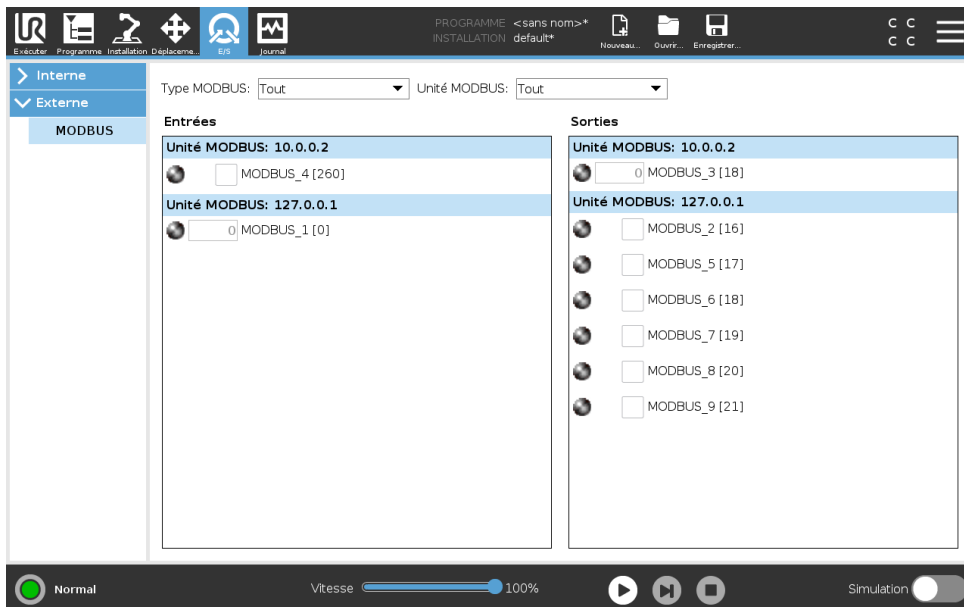 PROGRAMME <sans nom>*
INSTALLATION default*
C C
C C
Exécuter Programme Installation Déplaceme... E/S Journal Nouveau... Ouvrir... Enregistrer...
Interne
Externe
MODBUS
Type MODBUS: Tout Unité MODBUS: Tout
Entrées
Unité MODBUS: 10.0.0.2
MODBUS_4 [260]
Unité MODBUS: 127.0.0.1
0 MODBUS_1 [0]
Sorties
Unité MODBUS: 10.0.0.2
0 MODBUS_3 [18]
Unité MODBUS: 127.0.0.1
MODBUS_2 [16]
MODBUS_5 [17]
MODBUS_6 [18]
MODBUS_7 [19]
MODBUS_8 [20]
MODBUS_9 [21]
Normal Vitesse 100% Simulation